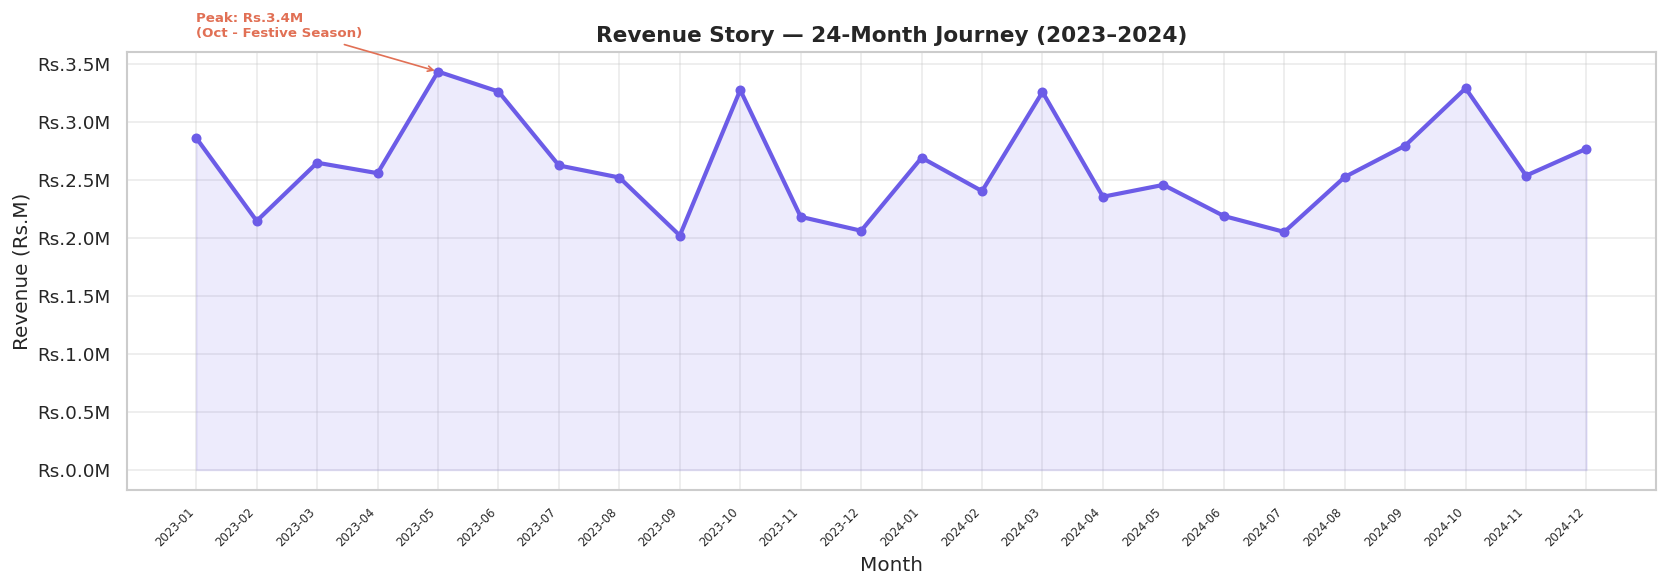 Peak: Rs.3.4M
(Oct - Festive Season)
Revenue Story — 24-Month Journey (2023–2024)
Revenue (Rs.M)
Rs.3.5M
Rs.3.0M
Rs.2.5M
Rs.2.0M
Rs.1.5M
Rs.1.0M
Rs.0.5M
Rs.0.0M
2023-01
2023-02
2023-03
2023-04
2023-05
2023-06
2023-07
2023-08
2023-09
2023-10
2023-11
2023-12
2024-01
2024-02
2024-03
2024-04
2024-05
2024-06
2024-07
2024-08
2024-09
2024-10
2024-11
2024-12
Month